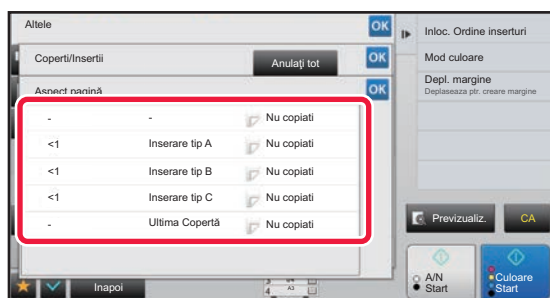 Altele
OK
Coperti/Insertii
Anulaţi tot
OK
Aspect pagină
OK
- - Nu copiati
<1 Inserare tip A Nu copiati
<1 Inserare tip B Nu copiati
<1 Inserare tip C Nu copiati
- Ultima Copertă Nu copiati
Inapoi
4 A3
Inloc. Ordine inserturi
Mod culoare
Depl. margine
Deplaseaza ptr. creare margine
Previzualiz.
CA
A/N
Start
Culoare
Start